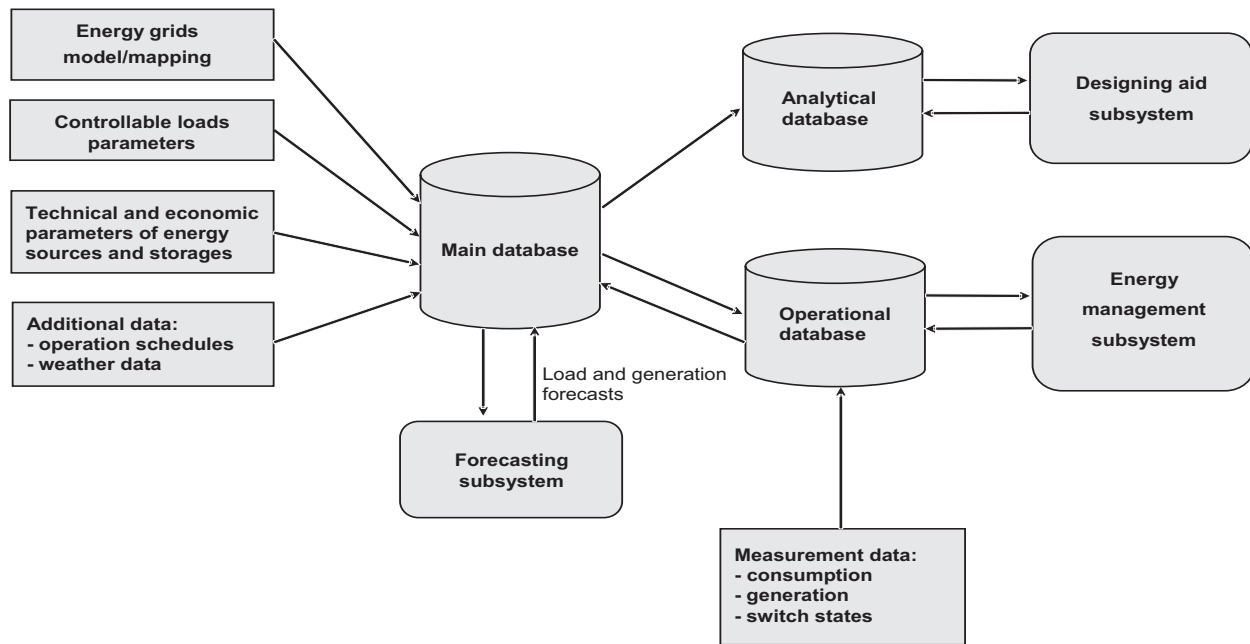 Energy grids
model/mapping
Controllable loads
parameters
Technical and economic
parameters of energy
sources and storages
Additional data:
- operation schedules
- weather data
Main database
Load and generation
forecasts
Forecasting
subsystem
Analytical
database
Designing aid
subsystem
Operational
database
Energy
management
subsystem
Measurement data:
- consumption
- generation
- switch states